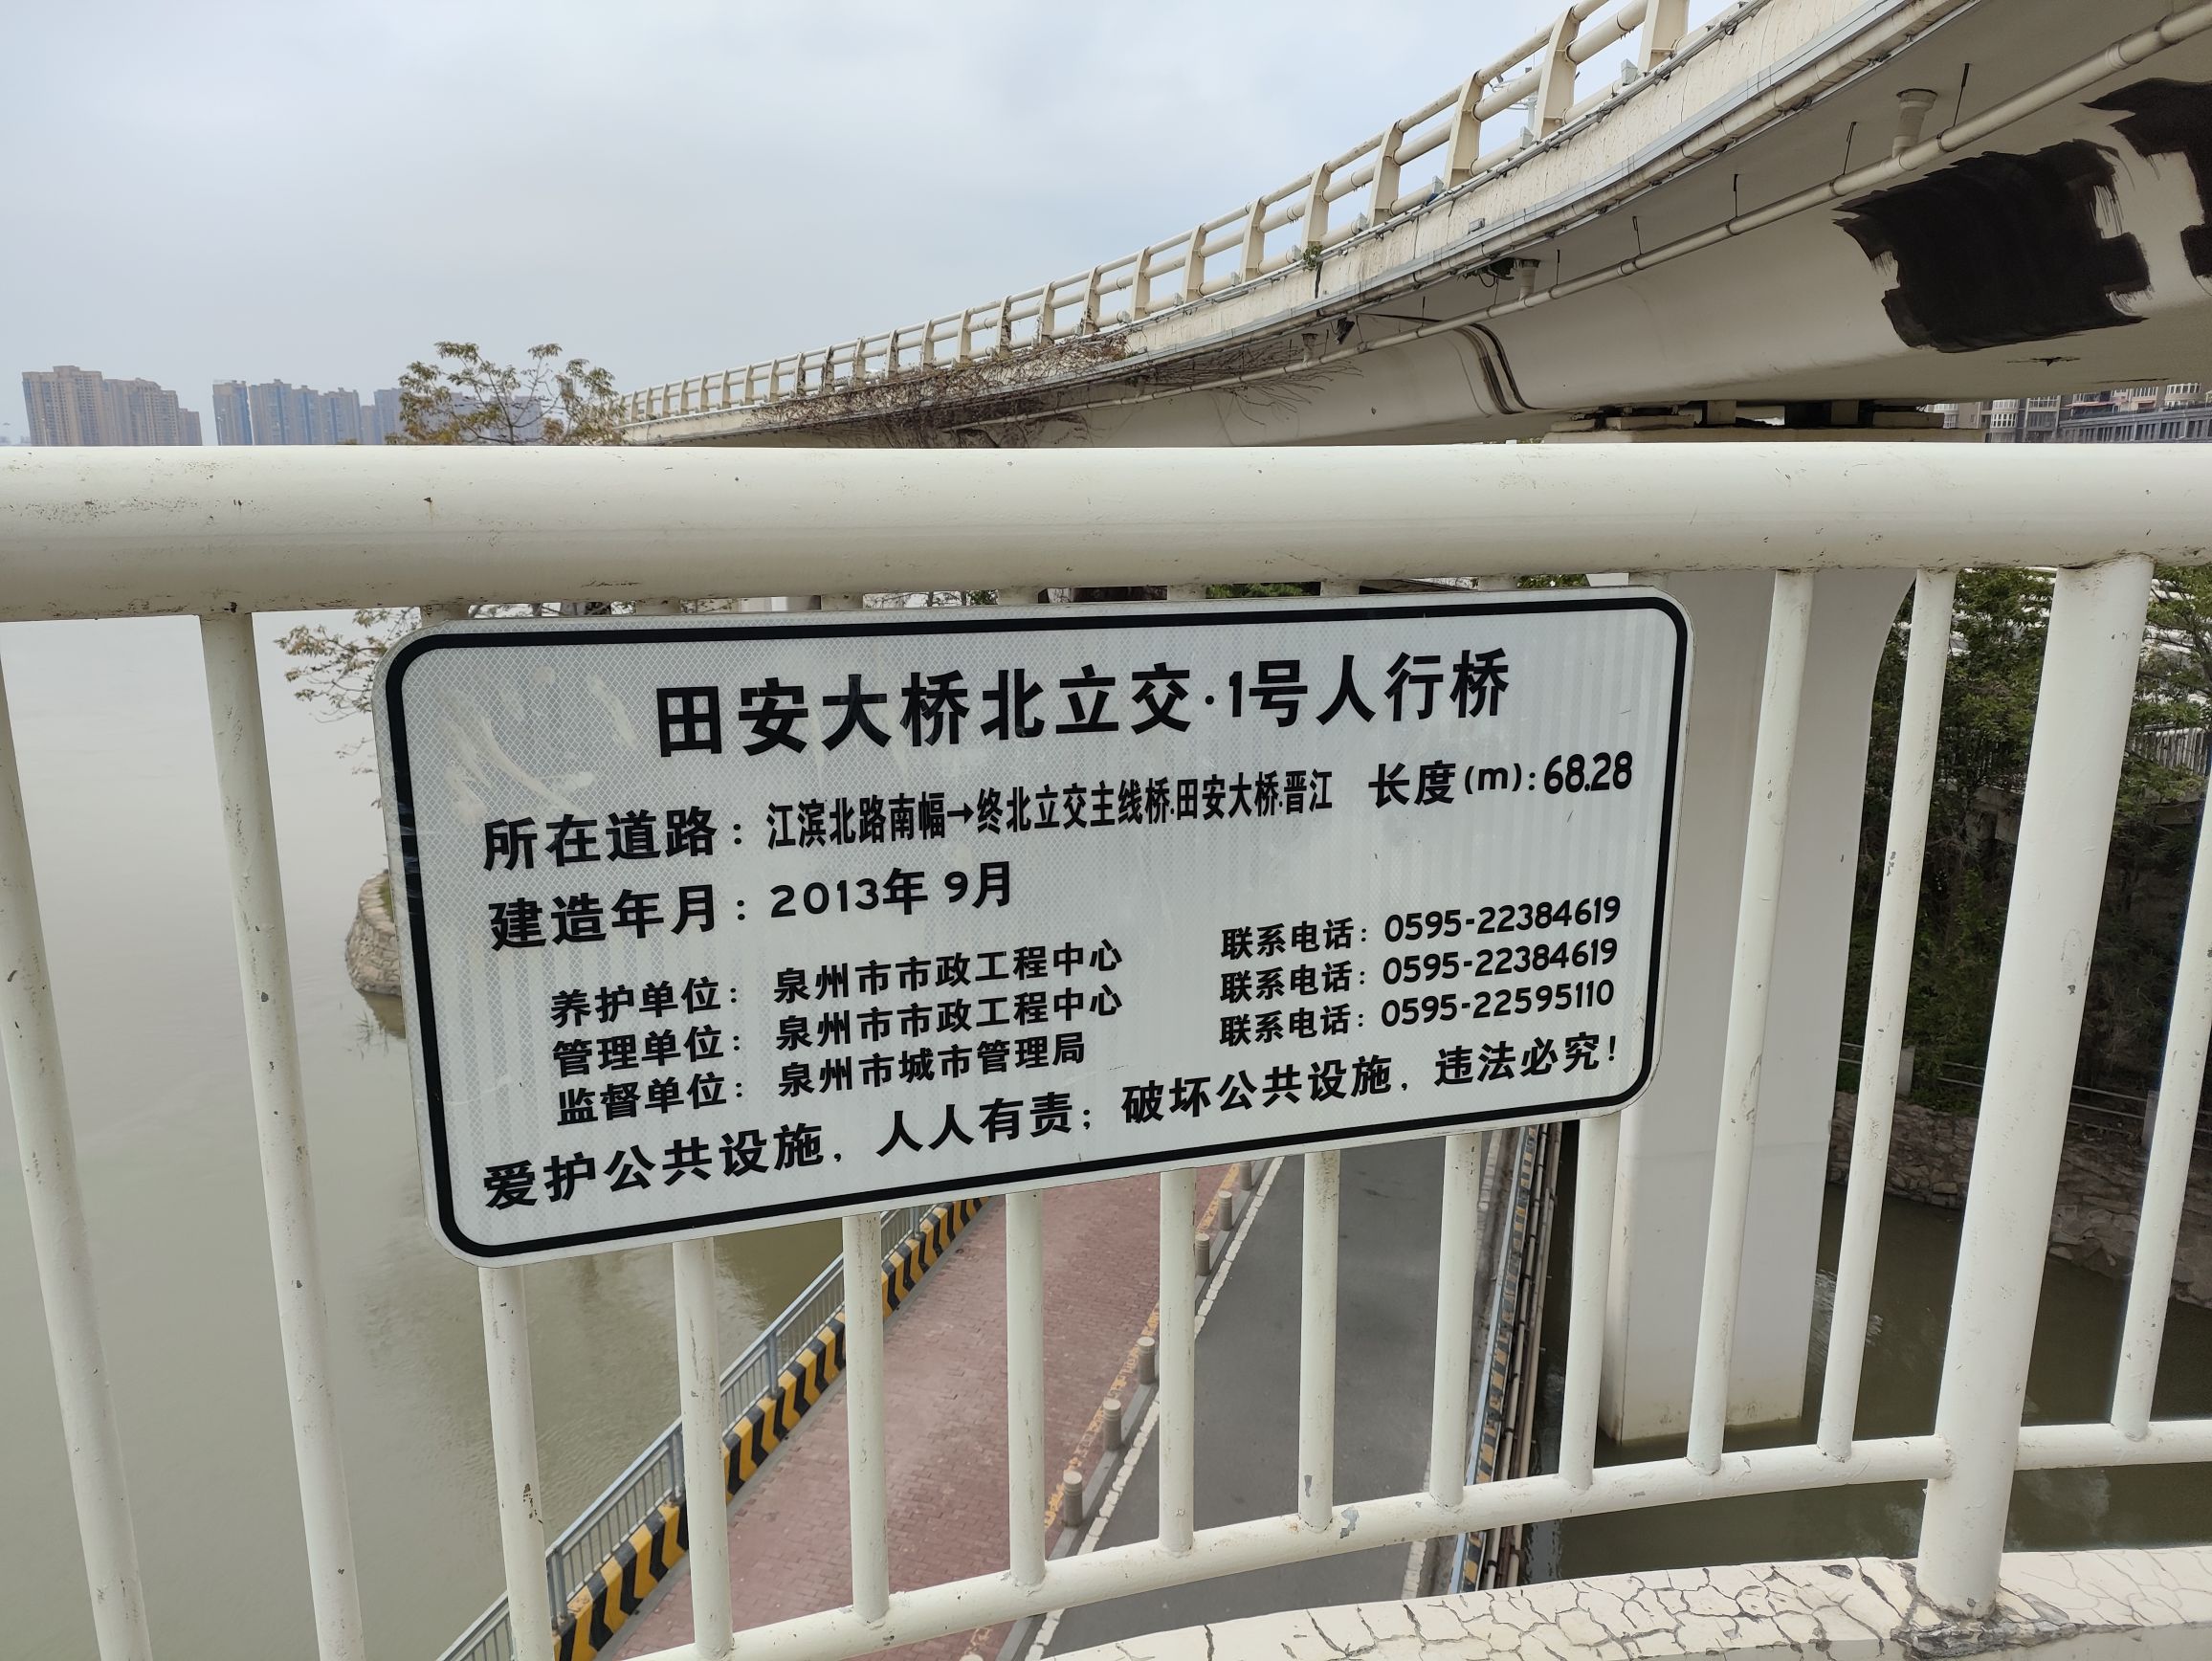 田安大桥北立交·1号人行桥
所在道路：江滨北路南幅→终北立交主线桥.田安大桥.晋江 长度(m):68.28
建造年月：2013年 9月
养护单位：泉州市市政工程中心 联系电话：0595-22384619
管理单位：泉州市市政工程中心 联系电话：0595-22384619
监督单位：泉州市城市管理局 联系电话：0595-22595110
爱护公共设施，人人有责；破坏公共设施，违法必究！